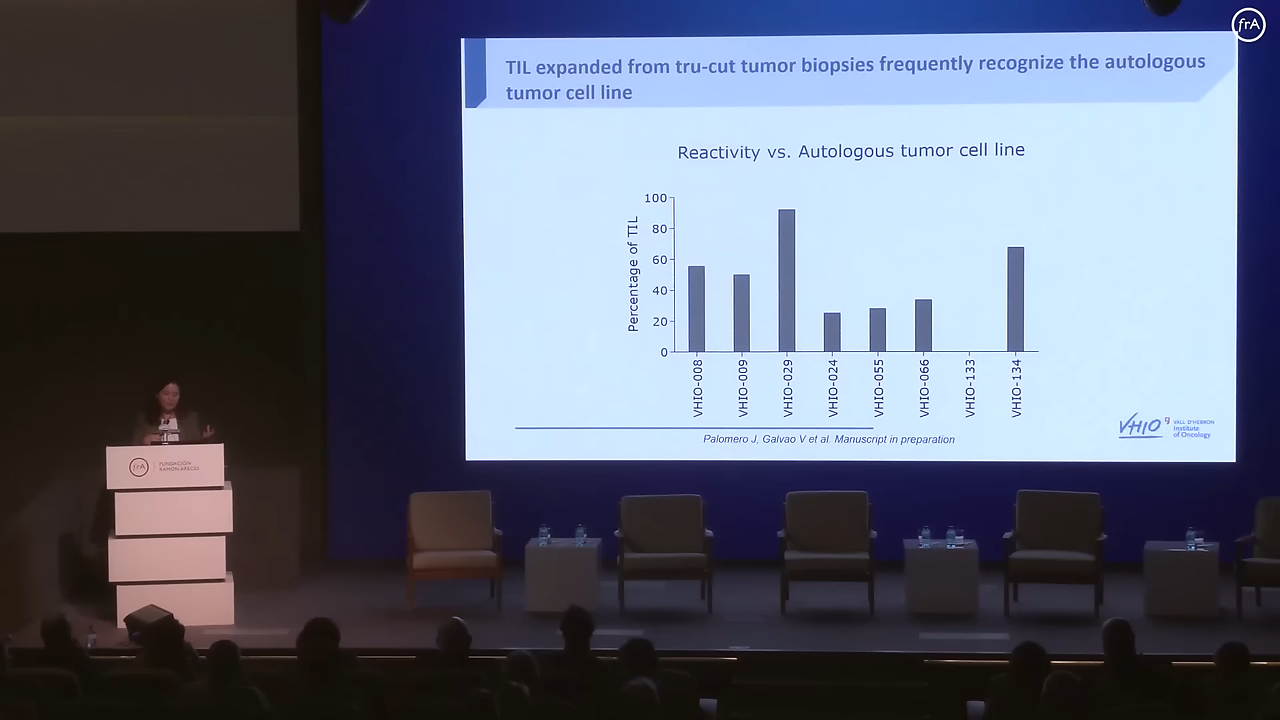 frA
TIL expanded from tru-cut tumor biopsies frequently recognize the autologous
tumor cell line
Reactivity vs. Autologous tumor cell line
Percentage of TIL
100
80
60
40
20
0
VHIO-008
VHIO-009
VHIO-029
VHIO-024
VHIO-055
VHIO-066
VHIO-133
VHIO-134
Palomero J, Galvao V et al. Manuscript in preparation
VHIO
VALL D'HEBRON
Institute
of Oncology
frA
FUNDACIÓN
RAMÓN ARECES